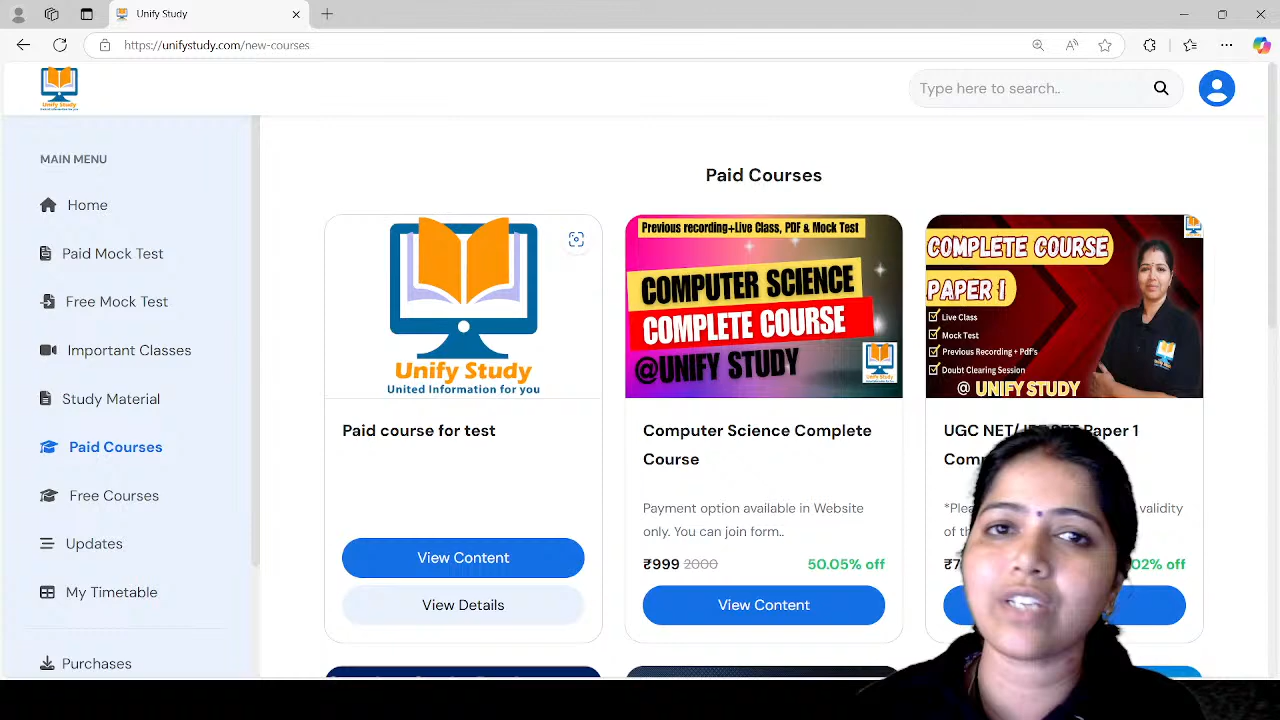 Unify Study
https://unifystudy.com/new-courses
Unify Study
Type here to search..
MAIN MENU
Home
Paid Mock Test
Free Mock Test
Important Classes
Study Material
Paid Courses
Free Courses
Updates
My Timetable
Purchases
Paid Courses
Unify Study
United Information for you
Paid course for test
View Content
View Details
Previous recording+Live Class, PDF & Mock Test
COMPUTER SCIENCE
COMPLETE COURSE
@UNIFY STUDY
Computer Science Complete
Course
Payment option available in Website
only. You can join form..
₹999 2000 50.05% off
View Content
COMPLETE COURSE
PAPER 1
Live Class
Mock Test
Previous Recording + Pdf's
Doubt Clearing Session
@ UNIFY STUDY
UGC NET/ Paper 1
validity
of th
02% off